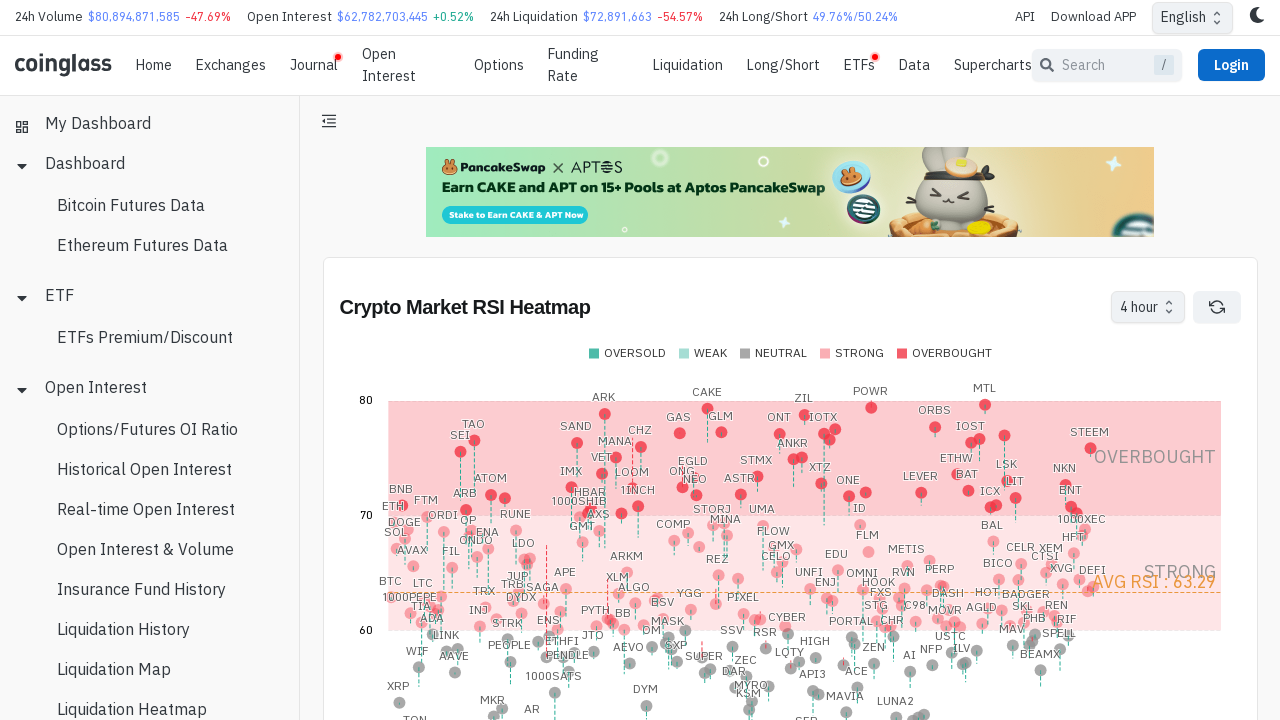 24h Volume $80,894,871,585 -47.69% Open Interest $62,782,703,445 +0.52% 24h Liquidation $72,891,663 -54.57% 24h Long/Short 49.76%/50.24% API Download APP English
coinglass Home Exchanges Journal Open Interest Options Funding Rate Liquidation Long/Short ETFs Data Supercharts Search / Login
My Dashboard
Dashboard
Bitcoin Futures Data
Ethereum Futures Data
ETF
ETFs Premium/Discount
Open Interest
Options/Futures OI Ratio
Historical Open Interest
Real-time Open Interest
Open Interest & Volume
Insurance Fund History
Liquidation History
Liquidation Map
Liquidation Heatmap
PancakeSwap × APTOS
Earn CAKE and APT on 15+ Pools at Aptos PancakeSwap
Stake to Earn CAKE & APT Now
Crypto Market RSI Heatmap 4 hour
OVERSOLD WEAK NEUTRAL STRONG OVERBOUGHT
80
ARK CAKE ZIL POWR MTL
SEI TAO SAND MANA CHZ GAS GLM ONT IOTX ORBS IOST STEEM
OVERBOUGHT
ATOM IMX VET LOOM EGLD ONG NEO STMX ANKR XTZ ETHW LSK NKN
BNB ETH FTM ARB HBAR 1000SHIB 1INCH ASTR ONE LEVER BAT ICX LIT ENT
70
DOGE SOL ORDI OP RUNE GMT AXS COMP STORJ MINA UMA FLOW ID BAL 1000XEC
AVAX FIL ONDO ENA LDO ARKM REZ GMX CELO EDU FLM METIS CELR XEM HFT
STRONG
BTC LTC JUP TRB APE XLM UNFI OMNI RVN PERP BICO CTSI XVG DEFI
AVG RSI : 63.29
1000PEPE TRX SAGA ALGO YGG PIXEL ENJ HOOK FXS DASH HOT BADGER
TIA ADA INJ DYDX PYTH BB BSV CYBER STG C98 MOVR AGLD SKL REN
60
LINK STRK ENS JTO DM MASK SSV RSR PORTAL CHR USTC MAV PHB RIF SPELL
WIF AAVE PEOPLE ETHFI PENDLE AEVO SXP SUPER ZEC LQTY HIGH ZEN AI NFP ILV BEAMX
XRP 1000SATS DYM DAR MYRO KSM API3 ACE
TON MKR AR MAVIA LUNA2